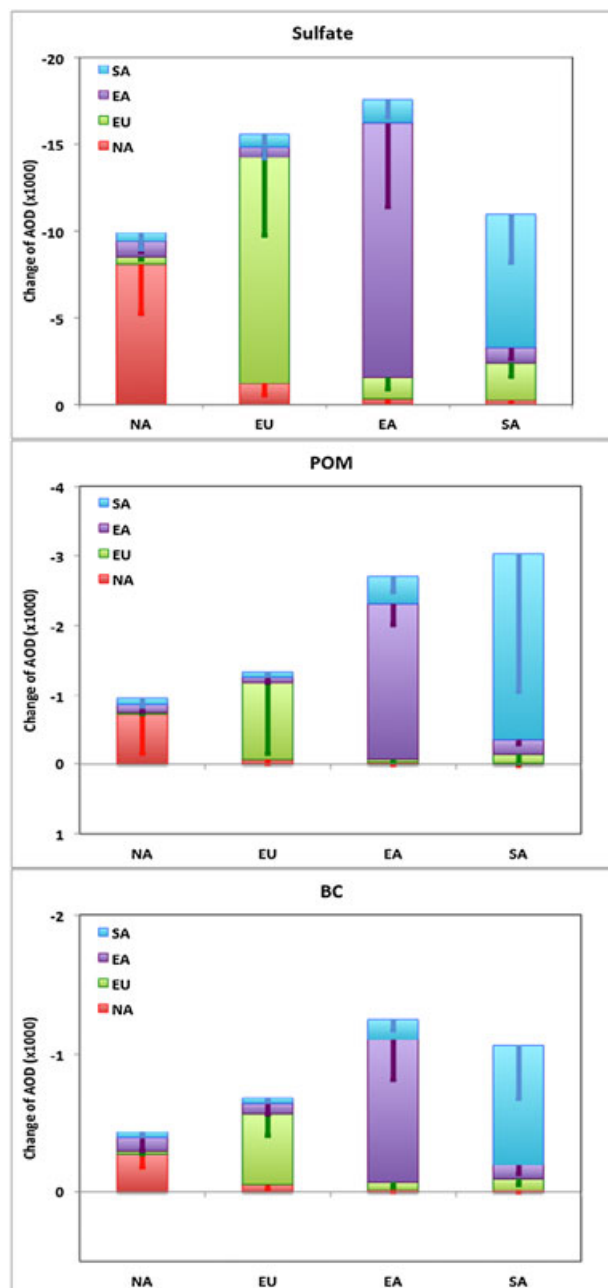 Sulfate
-20
-15
-10
-5
0
Change of AOD (x1000)
SA
EA
EU
NA
NA EU EA SA
POM
-4
-3
-2
-1
0
1
Change of AOD (x1000)
SA
EA
EU
NA
NA EU EA SA
BC
-2
-1
0
Change of AOD (x1000)
SA
EA
EU
NA
NA EU EA SA